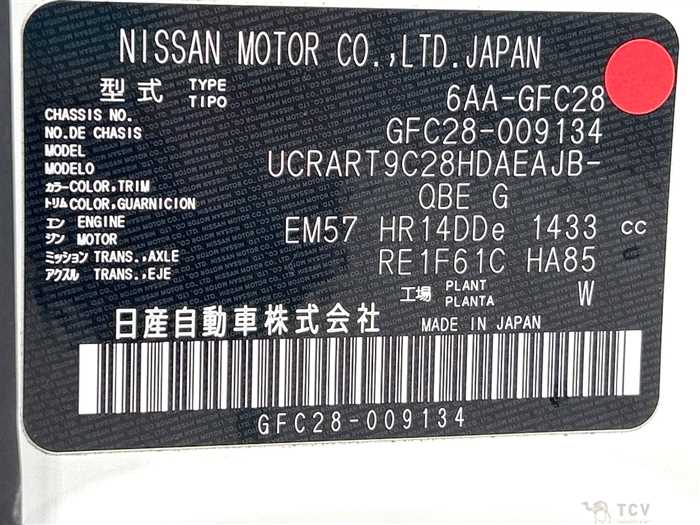 NISSAN MOTOR CO.,LTD.JAPAN
型式 TYPE TIPO 6AA-GFC28
CHASSIS NO.
NO.DE CHASIS GFC28-009134
MODEL
MODELO UCRART9C28HDAEAJB-
カラー COLOR,TRIM
トリム COLOR,GUARNICION QBE G
エンジン ENGINE MOTOR EM57 HR14DDe 1433 cc
ミッション TRANS.,AXLE
アクスル TRANS.,EJE RE1F61C HA85
工場 PLANT PLANTA W
日産自動車株式会社 MADE IN JAPAN
GFC28-009134
TCV